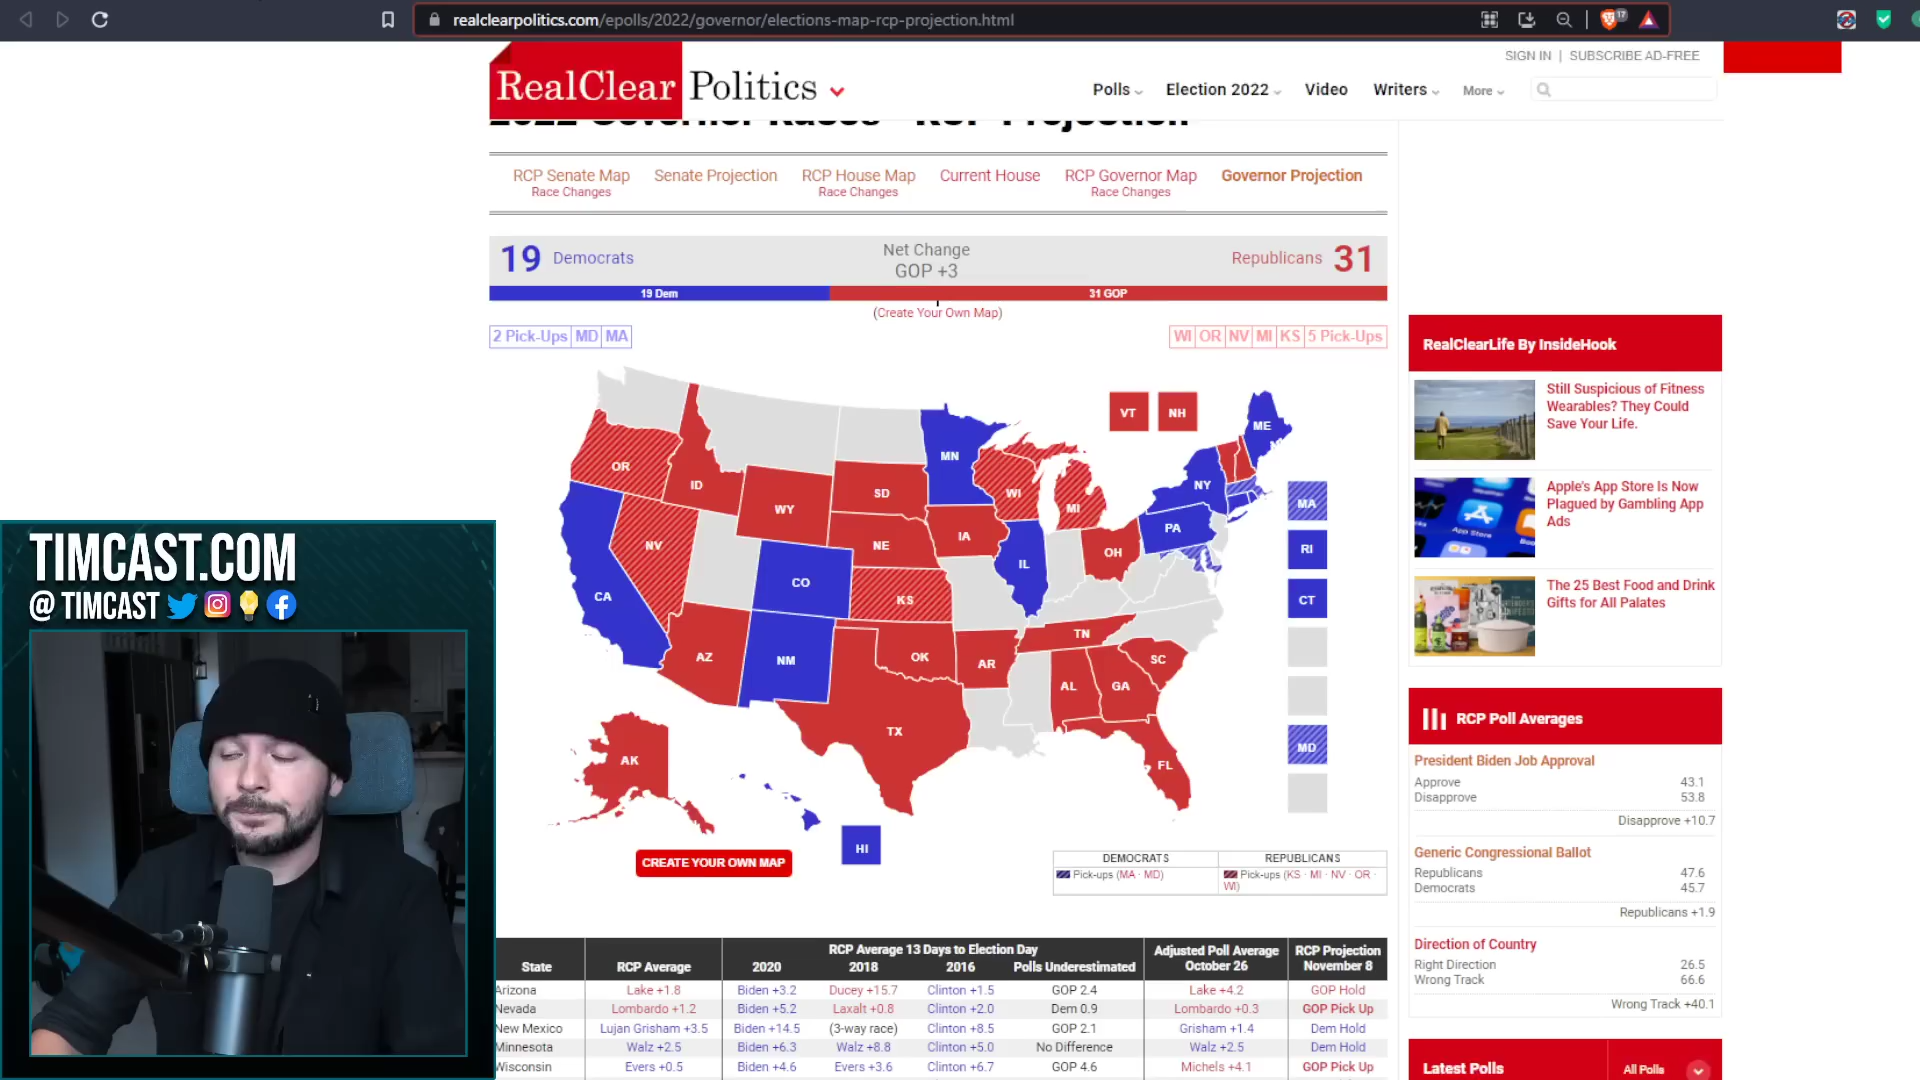 realclearpolitics.com/epolls/2022/governor/elections-map-rcp-projection.html
17
SIGN IN | SUBSCRIBE AD-FREE
RealClear Politics
Polls
Election 2022
Video
Writers
More
2022 Governor Races - RCP Projection
RCP Senate Map
Race Changes
Senate Projection
RCP House Map
Race Changes
Current House
RCP Governor Map
Race Changes
Governor Projection
19 Democrats
Net Change
GOP +3
Republicans 31
19 Dem
31 GOP
(Create Your Own Map)
2 Pick-Ups MD MA
WI OR NV MI KS 5 Pick-Ups
VT
NH
ME
OR
ID
MN
WI
MI
NY
MA
WY
SD
IA
PA
RI
NV
NE
IL
OH
CA
CO
KS
CT
AZ
NM
OK
AR
TN
SC
AL
GA
TX
FL
MD
AK
HI
CREATE YOUR OWN MAP
DEMOCRATS
REPUBLICANS
Pick-ups (MA · MD)
Pick-ups (KS · MI · NV · OR ·
WI)
State
RCP Average
RCP Average 13 Days to Election Day
2020
2018
2016
Polls Underestimated
Adjusted Poll Average
October 26
RCP Projection
November 8
Arizona Lake +1.8 Biden +3.2 Ducey +15.7 Clinton +1.5 GOP 2.4 Lake +4.2 GOP Hold
Nevada Lombardo +1.2 Biden +5.2 Laxalt +0.8 Clinton +2.0 Dem 0.9 Lombardo +0.3 GOP Pick Up
New Mexico Lujan Grisham +3.5 Biden +14.5 (3-way race) Clinton +8.5 GOP 2.1 Grisham +1.4 Dem Hold
Minnesota Walz +2.5 Biden +6.3 Walz +8.8 Clinton +5.0 No Difference Walz +2.5 Dem Hold
Wisconsin Evers +0.5 Biden +4.6 Evers +3.6 Clinton +6.7 GOP 4.6 Michels +4.1 GOP Pick Up
RealClearLife By InsideHook
Still Suspicious of Fitness
Wearables? They Could
Save Your Life.
App Store
Apple's App Store Is Now
Plagued by Gambling App
Ads
The 25 Best Food and Drink
Gifts for All Palates
RCP Poll Averages
President Biden Job Approval
Approve 43.1
Disapprove 53.8
Disapprove +10.7
Generic Congressional Ballot
Republicans 47.6
Democrats 45.7
Republicans +1.9
Direction of Country
Right Direction 26.5
Wrong Track 66.6
Wrong Track +40.1
Latest Polls
All Polls
TIMCAST.COM
@ TIMCAST